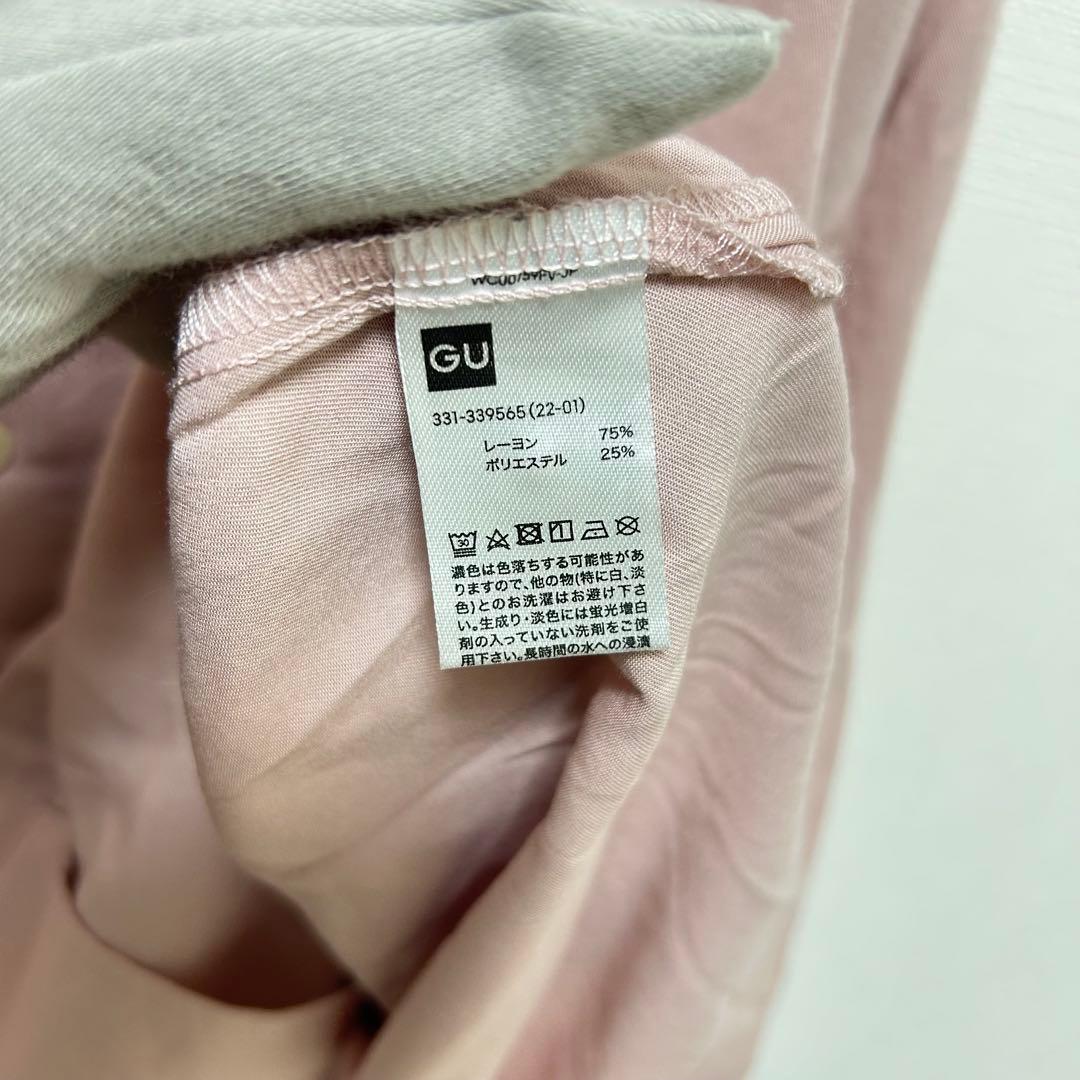 GU
331-339565(22-01)
レーヨン 75%
ポリエステル 25%
30
濃色は色落ちする可能性があ
りますので、他の物(特に白、淡
色)とのお洗濯はお避け下さ
い。生成り・淡色には蛍光増白
剤の入っていない洗剤をご使
用下さい。長時間の水への浸漬